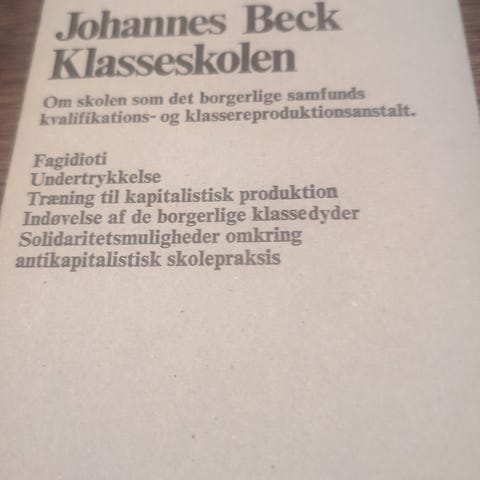 Johannes Beck
Klasseskolen
Om skolen som det borgerlige samfunds
kvalifikations- og klassereproduktionsanstalt.
Fagidioti
Undertrykkelse
Træning til kapitalistisk produktion
Indøvelse af de borgerlige klassedyder
Solidaritetsmuligheder omkring
antikapitalistisk skolepraksis